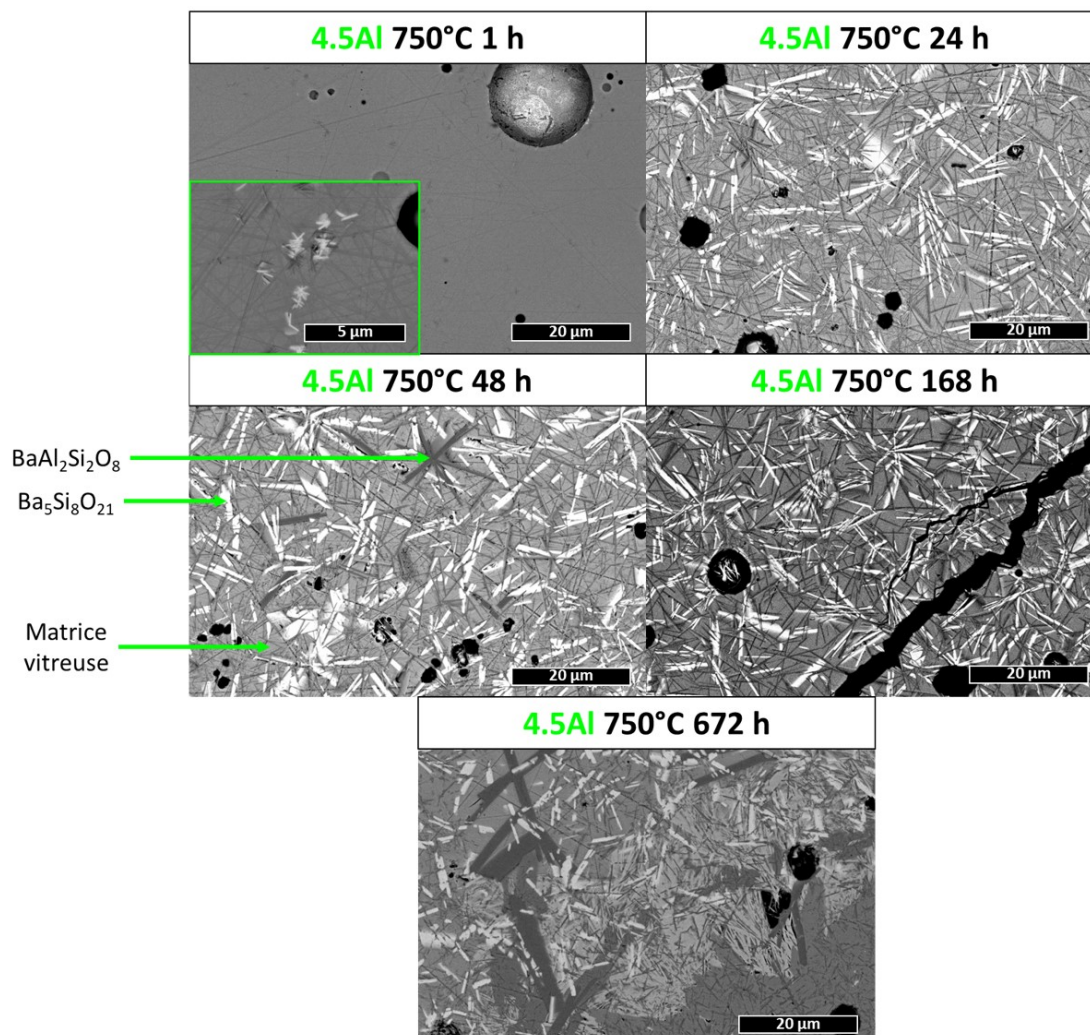 4.5Al 750°C 1 h
4.5Al 750°C 24 h
5 µm
20 µm
20 µm
4.5Al 750°C 48 h
4.5Al 750°C 168 h
BaAl₂Si₂O₈
Ba₅Si₈O₂₁
Matrice
vitreuse
20 µm
20 µm
4.5Al 750°C 672 h
20 µm